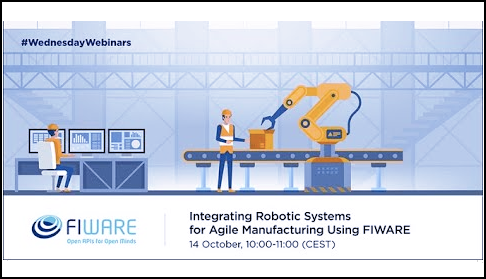 #WednesdayWebinars
FIWARE
Open APIs for Open Minds
Integrating Robotic Systems
for Agile Manufacturing Using FIWARE
14 October, 10:00-11:00 (CEST)